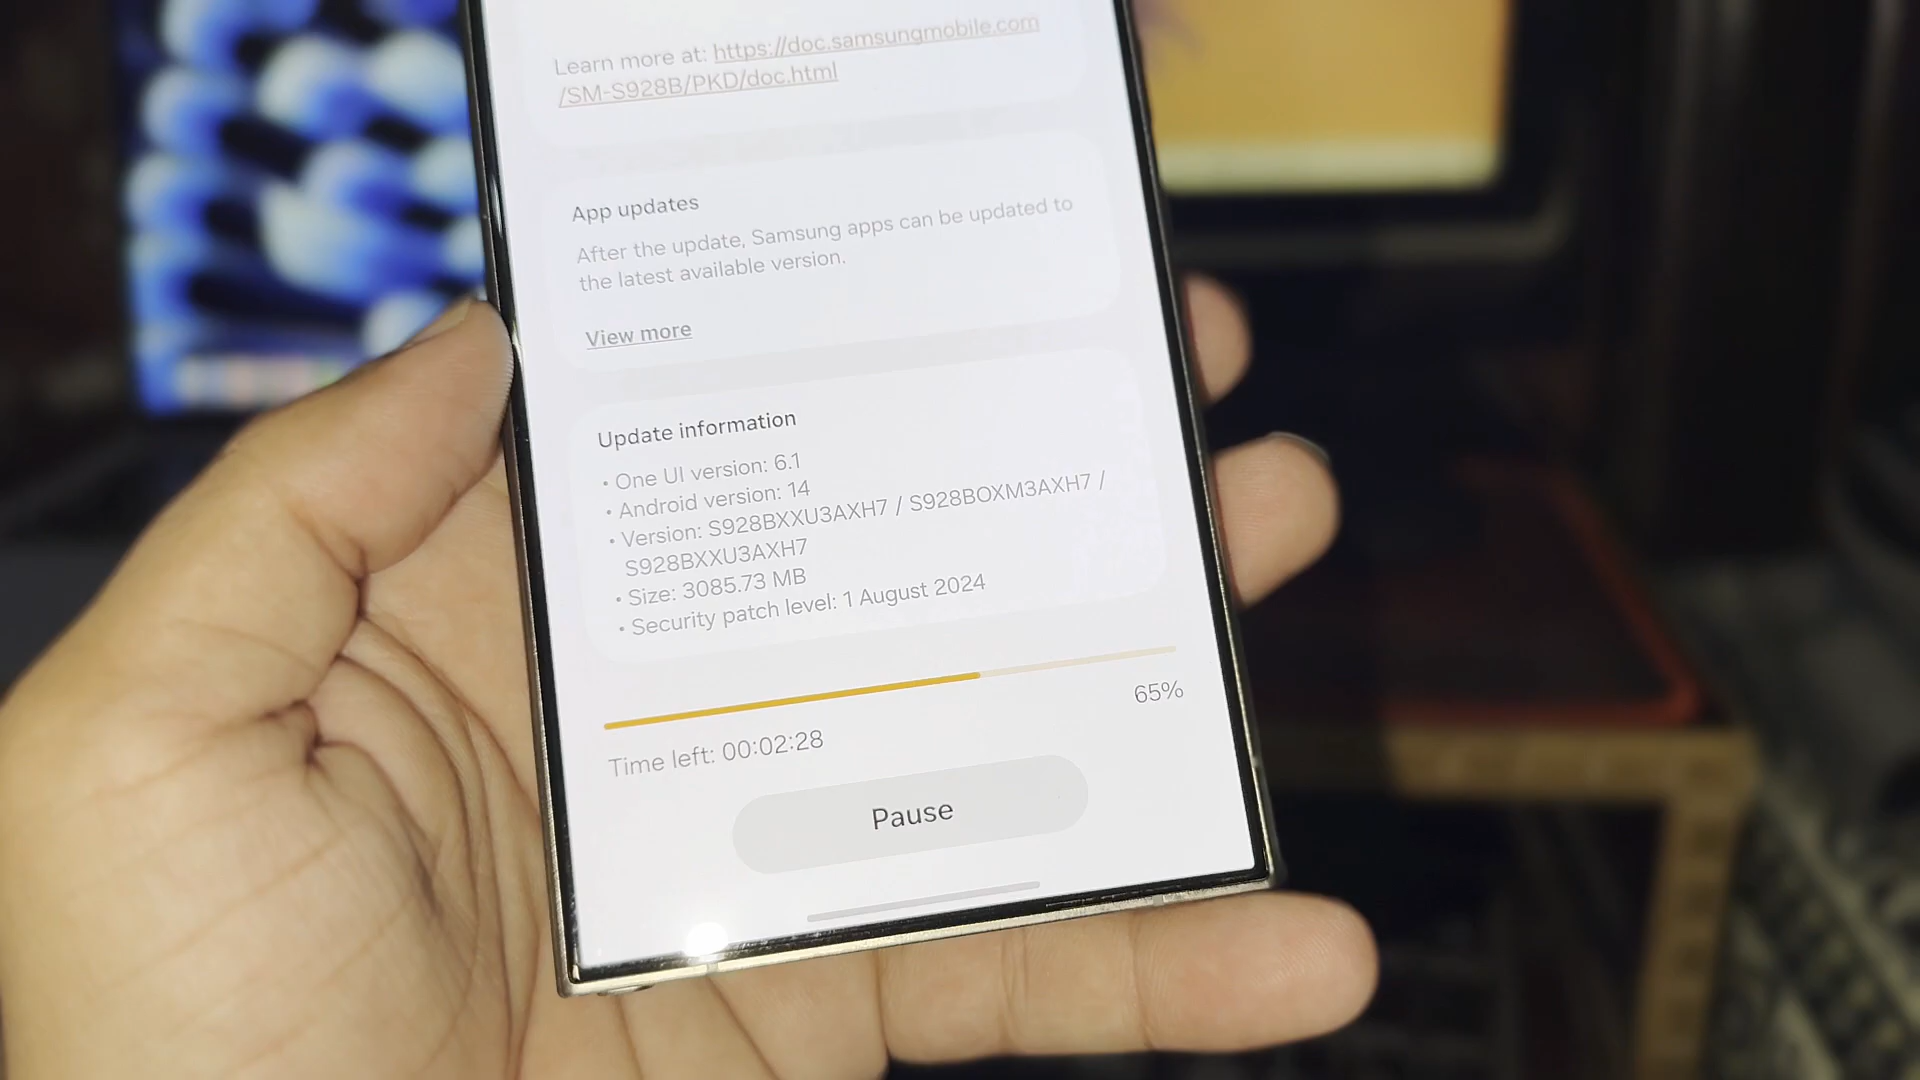 Learn more at: https://doc.samsungmobile.com
/SM-S928B/PKD/doc.html
App updates
After the update, Samsung apps can be updated to
the latest available version.
View more
Update information
• One UI version: 6.1
• Android version: 14
• Version: S928BXXU3AXH7 / S928BOXM3AXH7 /
S928BXXU3AXH7
• Size: 3085.73 MB
• Security patch level: 1 August 2024
65%
Time left: 00:02:28
Pause